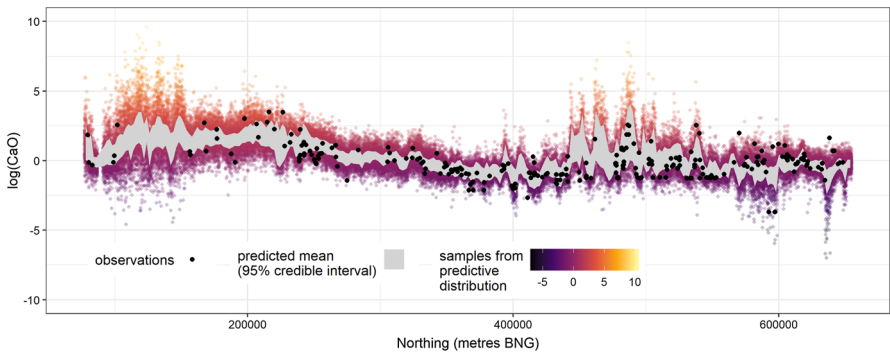 10
5
0
-5
-10
log(CaO)
observations
predicted mean
(95% credible interval)
samples from
predictive
distribution
-5 0 5 10
200000 400000 600000
Northing (metres BNG)